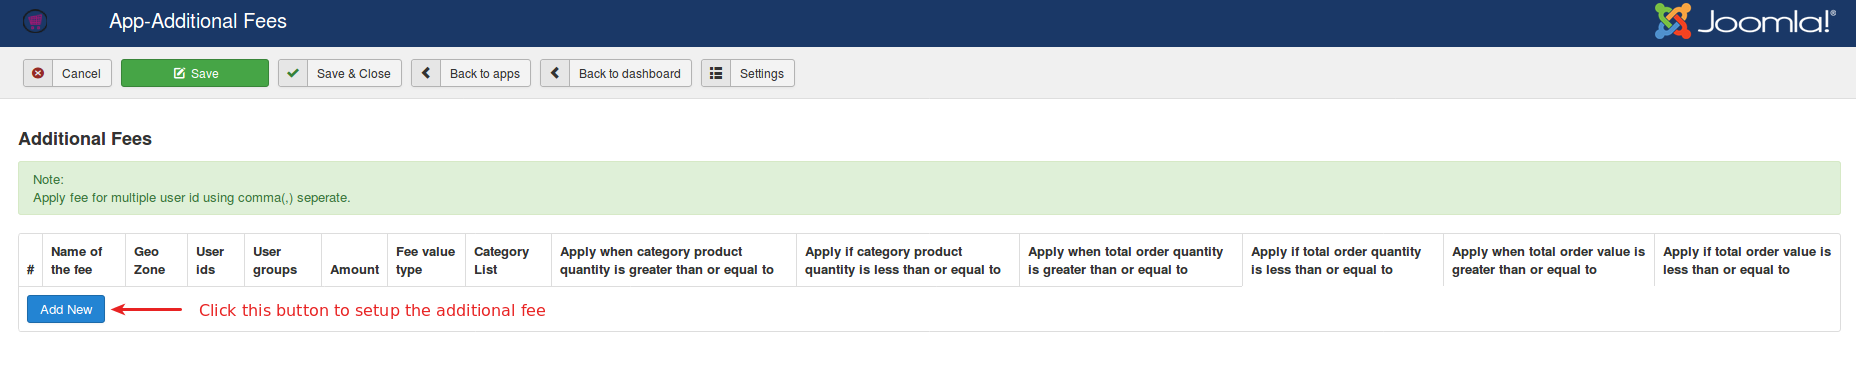 App-Additional Fees
Joomla!®
Cancel
Save
Save & Close
Back to apps
Back to dashboard
Settings
Additional Fees
Note:
Apply fee for multiple user id using comma(,) seperate.
#
Name of
the fee
Geo
Zone
User
ids
User
groups
Amount
Fee value
type
Category
List
Apply when category product
quantity is greater than or equal to
Apply if category product
quantity is less than or equal to
Apply when total order quantity
is greater than or equal to
Apply if total order quantity
is less than or equal to
Apply when total order value is
greater than or equal to
Apply if total order value is
less than or equal to
Add New
Click this button to setup the additional fee